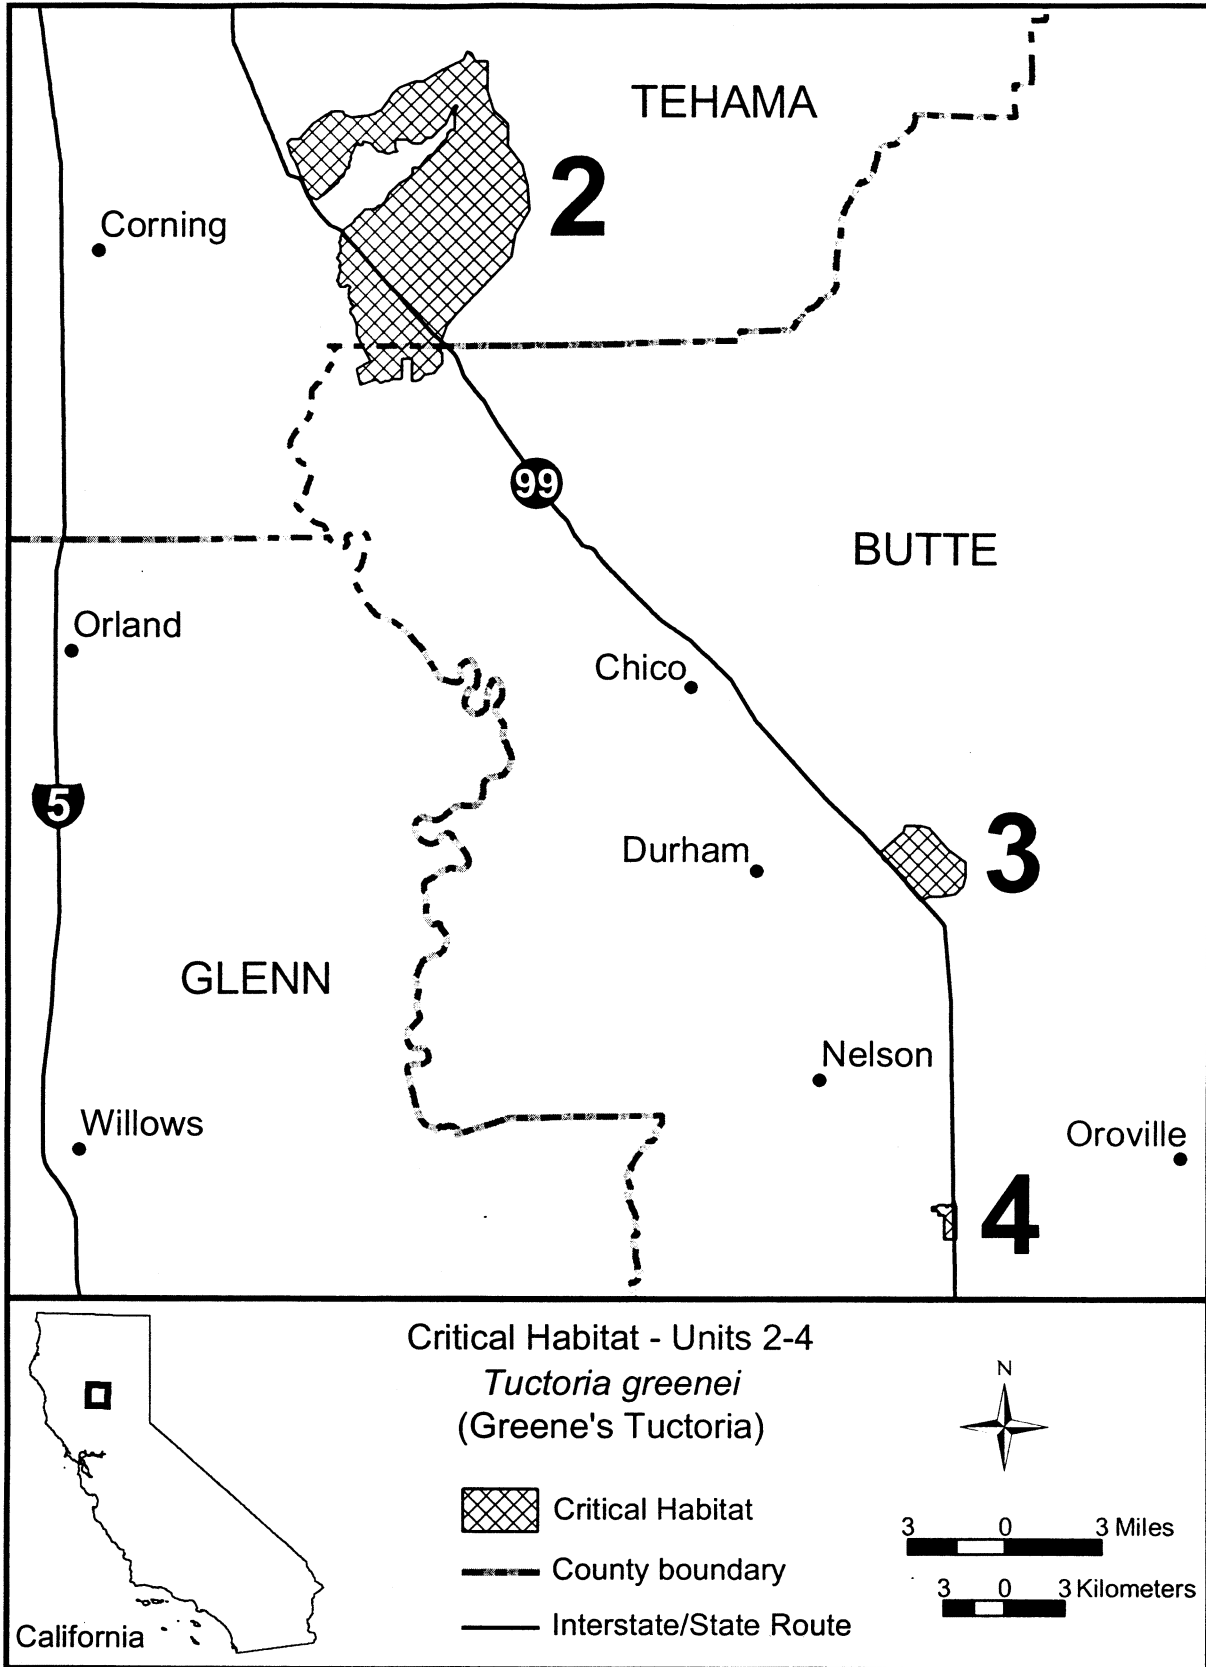 TEHAMA
2
Corning
99
BUTTE
Orland
Chico
5
Durham
3
GLENN
Nelson
Willows
Oroville
4
Critical Habitat - Units 2-4
Tuctoria greenei
(Greene's Tuctoria)
N
Critical Habitat
3 0 3 Miles
County boundary
3 0 3 Kilometers
Interstate/State Route
California